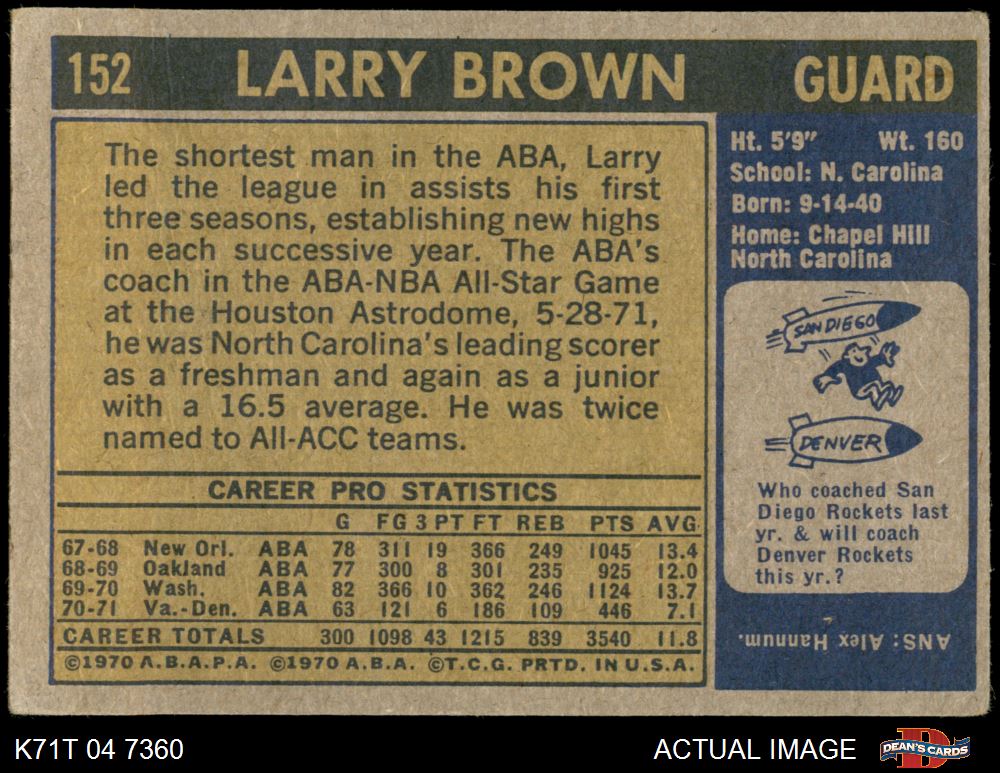 152 LARRY BROWN GUARD
The shortest man in the ABA, Larry
led the league in assists his first
three seasons, establishing new highs
in each successive year. The ABA's
coach in the ABA-NBA All-Star Game
at the Houston Astrodome, 5-28-71,
he was North Carolina's leading scorer
as a freshman and again as a junior
with a 16.5 average. He was twice
named to All-ACC teams.
CAREER PRO STATISTICS
G FG 3 PT FT REB PTS AVG
67-68 New Orl. ABA 78 311 19 366 249 1045 13.4
68-69 Oakland ABA 77 300 8 301 235 925 12.0
69-70 Wash. ABA 82 366 10 362 246 1124 13.7
70-71 Va.-Den. ABA 63 121 6 186 109 446 7.1
CAREER TOTALS 300 1098 43 1215 839 3540 11.8
©1970 A.B.A.P.A. ©1970 A.B.A. ©T.C.G. PRTD. IN U.S.A.
Ht. 5'9" Wt. 160
School: N. Carolina
Born: 9-14-40
Home: Chapel Hill
North Carolina
SAN DIEGO
DENVER
Who coached San
Diego Rockets last
yr. & will coach
Denver Rockets
this yr.?
ANS: Alex Hannum.
K71T 04 7360 ACTUAL IMAGE DEAN'S CARDS